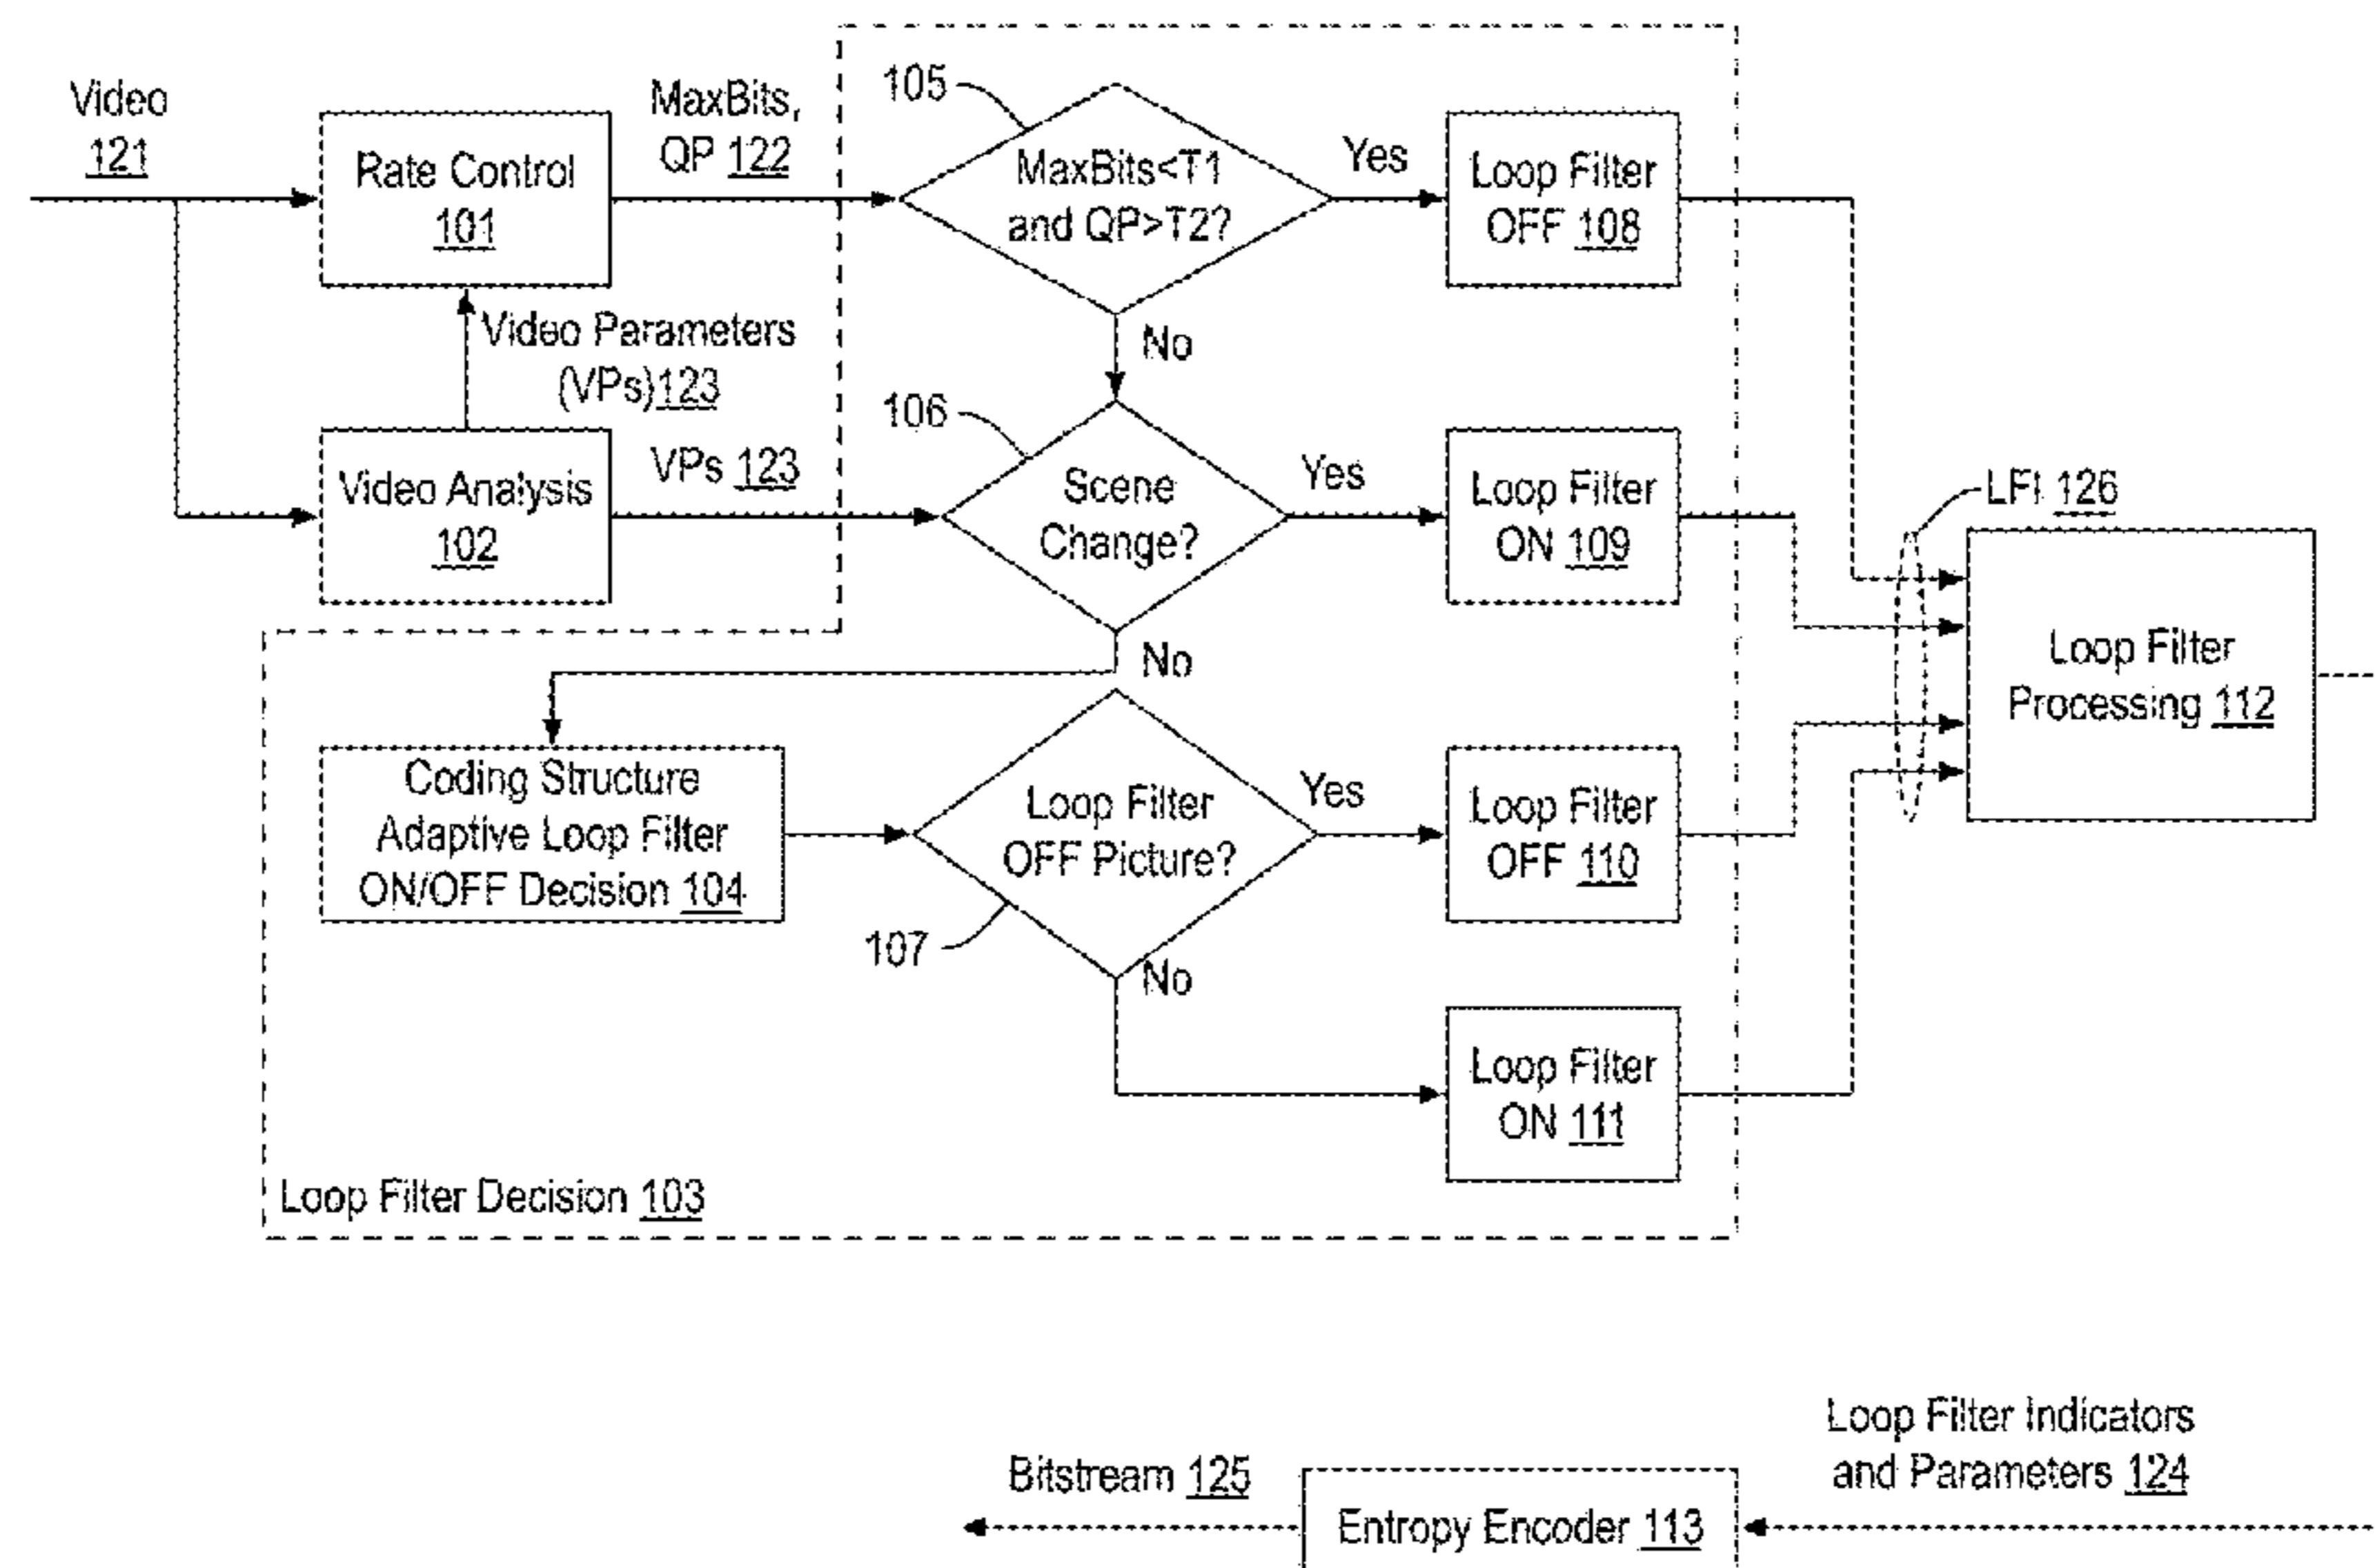 Video
121
Rate Control
101
MaxBits,
QP 122
105
MaxBits<T1
and QP>T2?
Yes
Loop Filter
OFF 108
No
Video Parameters
(VPs)123
Video Analysis
102
VPs 123
106
Scene
Change?
Yes
Loop Filter
ON 109
LFI 126
Loop Filter
Processing 112
No
Coding Structure
Adaptive Loop Filter
ON/OFF Decision 104
Loop Filter
OFF Picture?
107
Yes
Loop Filter
OFF 110
No
Loop Filter
ON 111
Loop Filter Decision 103
Loop Filter Indicators
and Parameters 124
Bitstream 125
Entropy Encoder 113